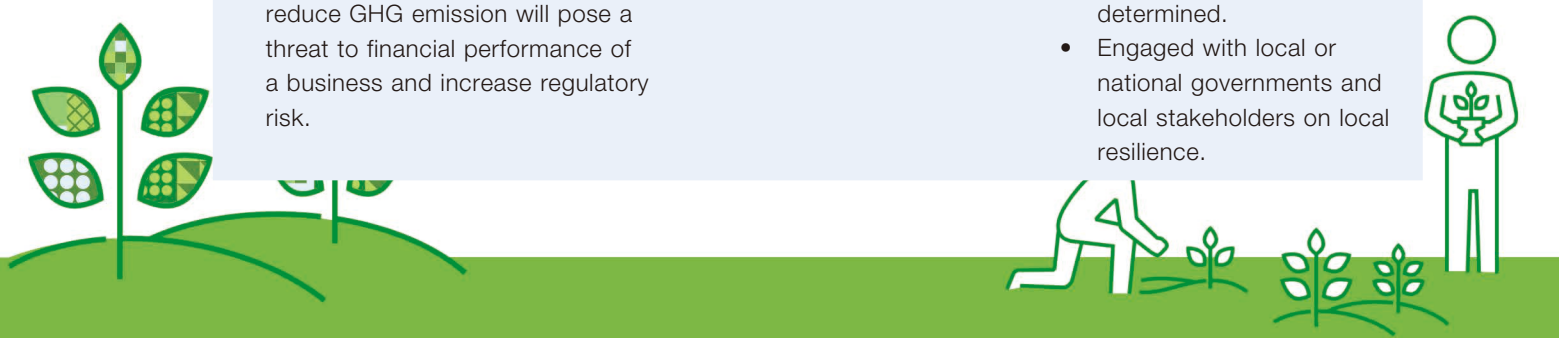 reduce GHG emission will pose a
threat to financial performance of
a business and increase regulatory
risk.
determined.
• Engaged with local or
national governments and
local stakeholders on local
resilience.